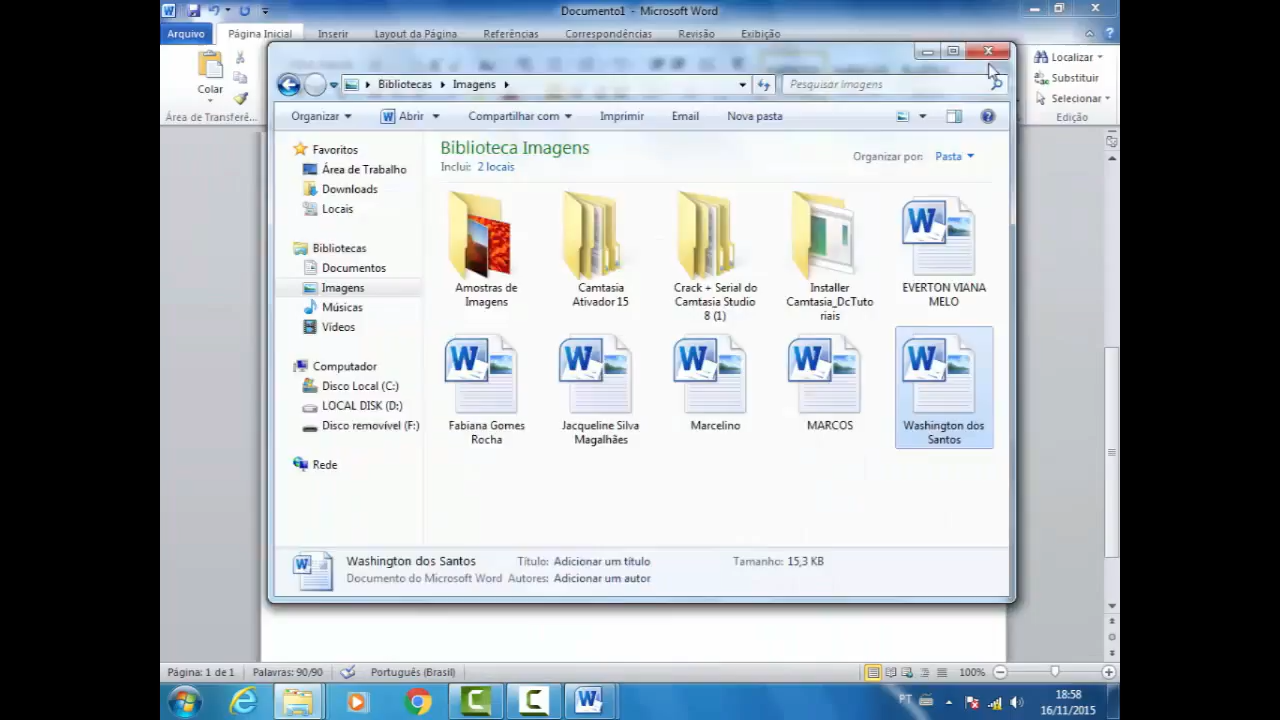 Documento1 - Microsoft Word
Arquivo Página Inicial Inserir Layout da Página Referências Correspondências Revisão Exibição
Colar
Área de Transferê...
Localizar
Substituir
Selecionar
Edição
Bibliotecas Imagens
Pesquisar Imagens
Organizar Abrir Compartilhar com Imprimir Email Nova pasta
Favoritos
Área de Trabalho
Downloads
Locais
Bibliotecas
Documentos
Imagens
Músicas
Vídeos
Computador
Disco Local (C:)
LOCAL DISK (D:)
Disco removível (F:)
Rede
Biblioteca Imagens
Inclui: 2 locais
Organizar por: Pasta
Amostras de
Imagens
Camtasia
Ativador 15
Crack + Serial do
Camtasia Studio
8 (1)
Installer
Camtasia_DcTuto
riais
EVERTON VIANA
MELO
Fabiana Gomes
Rocha
Jacqueline Silva
Magalhães
Marcelino
MARCOS
Washington dos
Santos
Washington dos Santos Título: Adicionar um título Tamanho: 15,3 KB
Documento do Microsoft Word Autores: Adicionar um autor
Página: 1 de 1 Palavras: 90/90 Português (Brasil) 100%
PT
18:58
16/11/2015